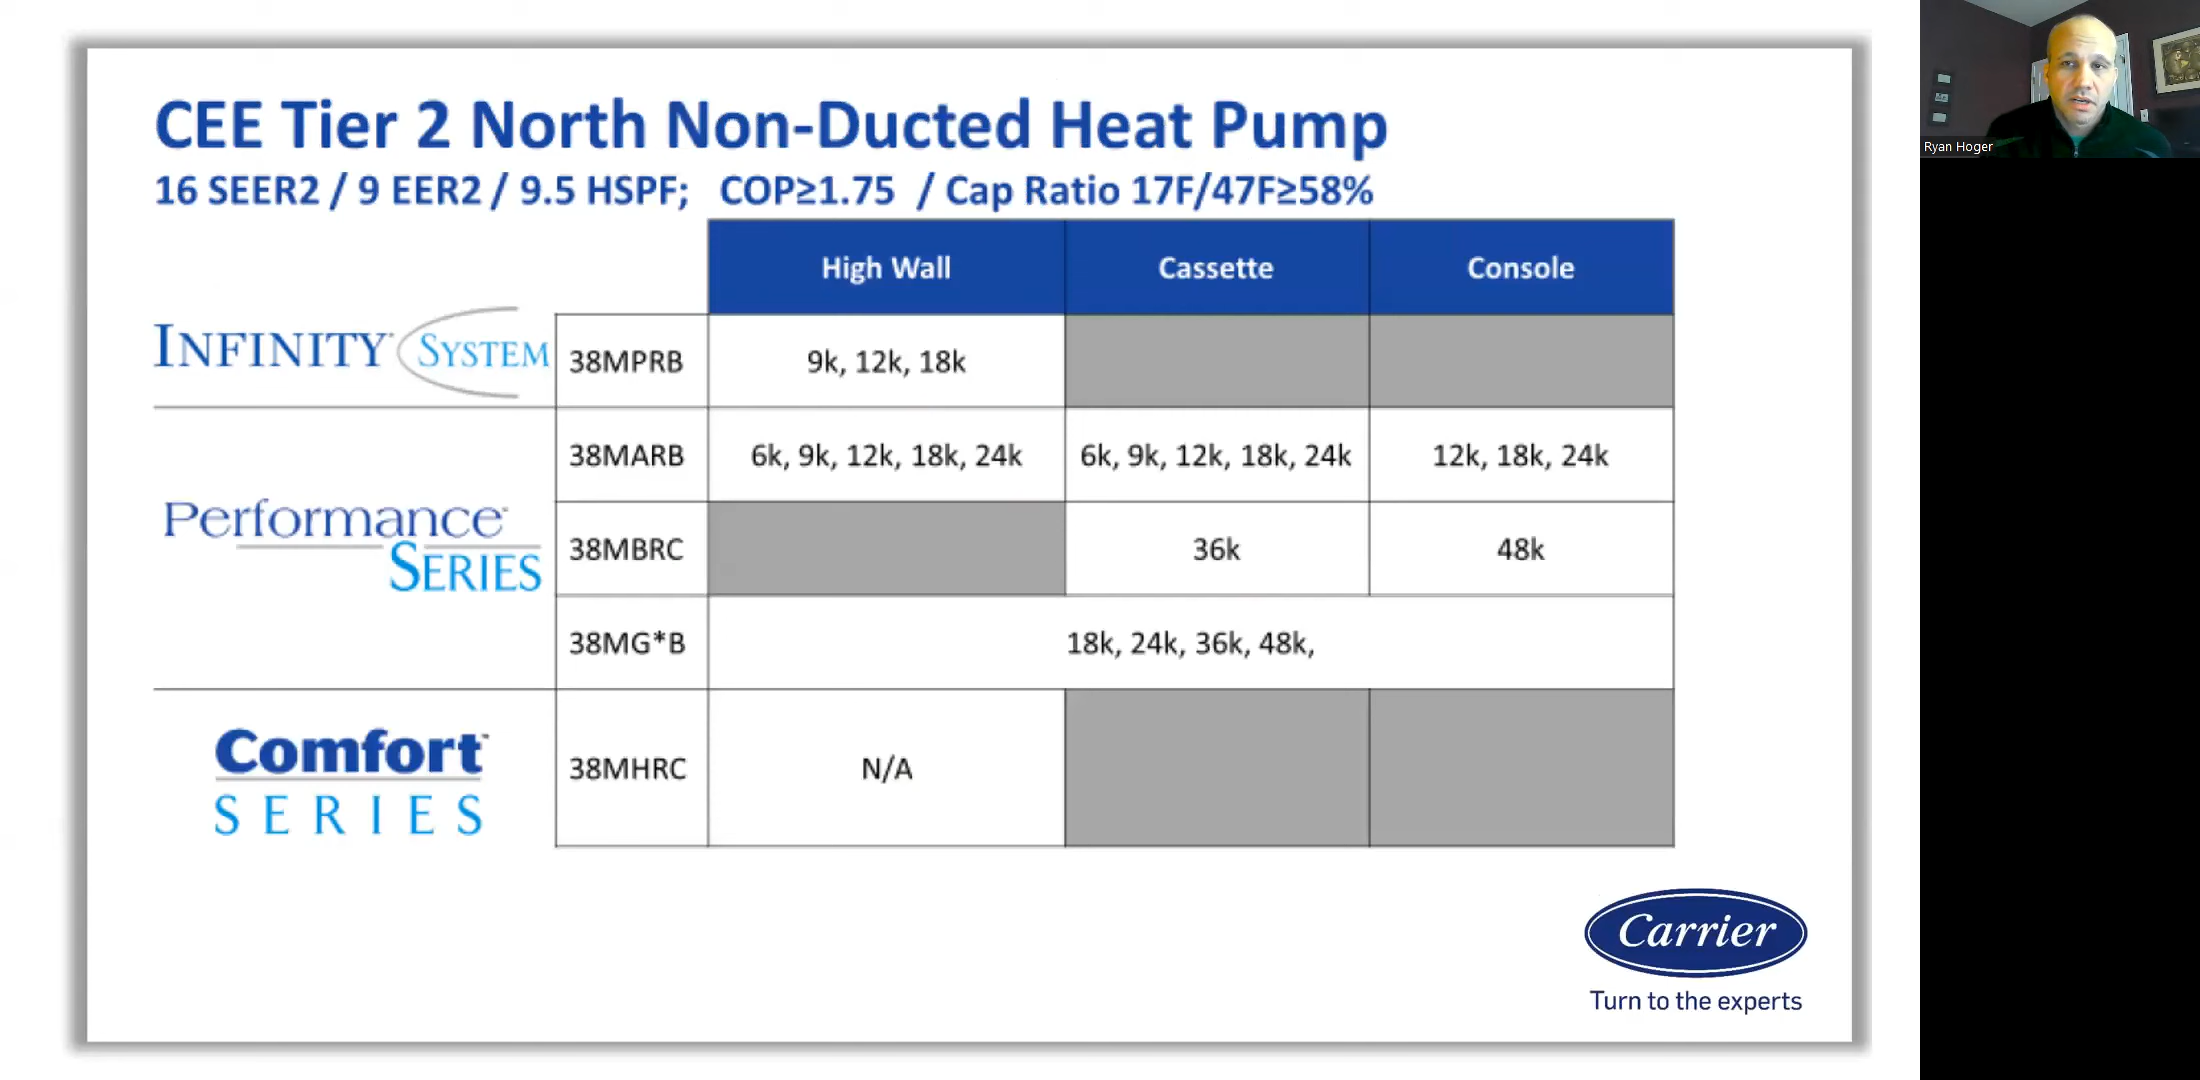 CEE Tier 2 North Non-Ducted Heat Pump
16 SEER2 / 9 EER2 / 9.5 HSPF; COP≥1.75 / Cap Ratio 17F/47F≥58%
High Wall Cassette Console
INFINITY SYSTEM 38MPRB 9k, 12k, 18k
38MARB 6k, 9k, 12k, 18k, 24k 6k, 9k, 12k, 18k, 24k 12k, 18k, 24k
Performance™
SERIES
38MBRC 36k 48k
38MG*B 18k, 24k, 36k, 48k,
Comfort™
SERIES
38MHRC N/A
Carrier
Turn to the experts
Ryan Hoger